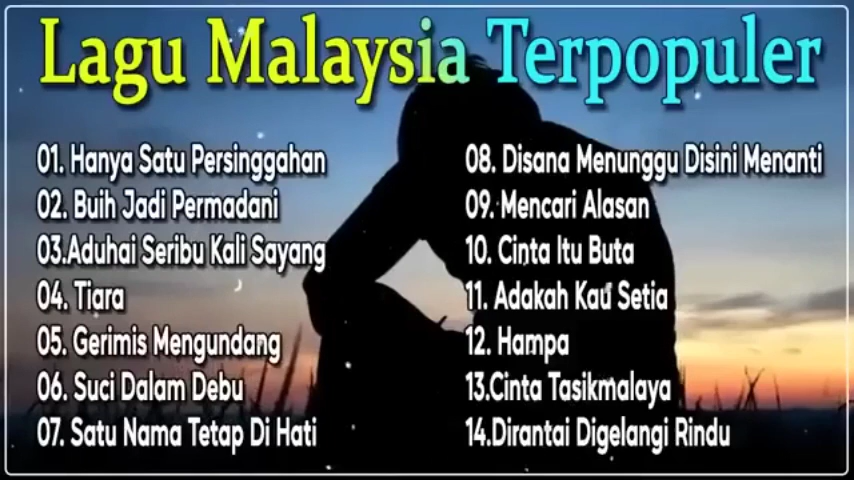 Lagu Malaysia Terpopuler
01. Hanya Satu Persinggahan
02. Buih Jadi Permadani
03.Aduhai Seribu Kali Sayang
04. Tiara
05. Gerimis Mengundang
06. Suci Dalam Debu
07. Satu Nama Tetap Di Hati
08. Disana Menunggu Disini Menanti
09. Mencari Alasan
10. Cinta Itu Buta
11. Adakah Kau Setia
12. Hampa
13.Cinta Tasikmalaya
14.Dirantai Digelangi Rindu